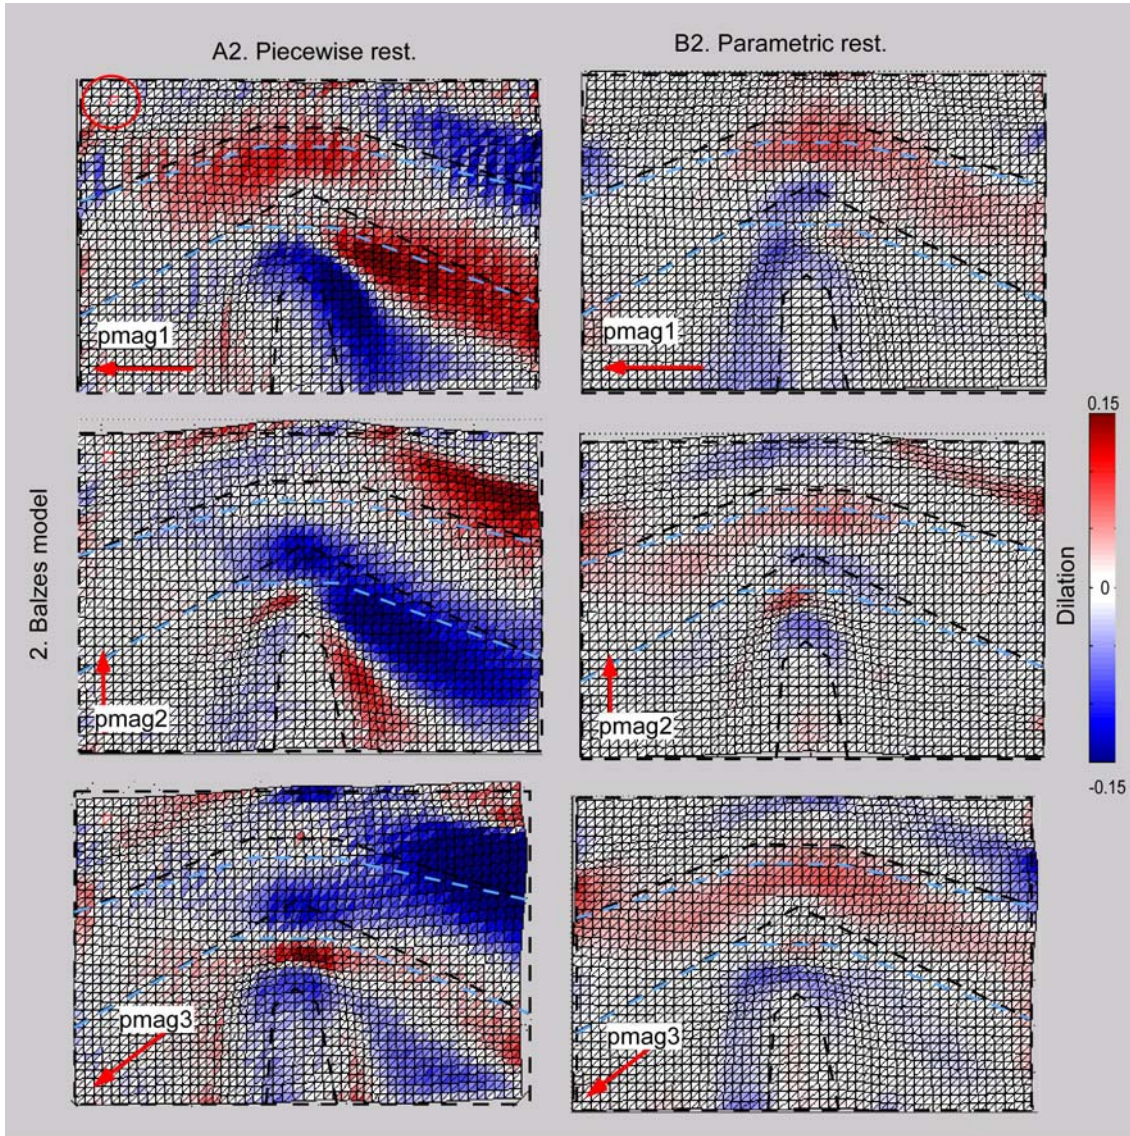 A2. Piecewise rest.
B2. Parametric rest.
pmag1
pmag1
2. Balzes model
pmag2
pmag2
0.15
0
-0.15
Dilation
pmag3
pmag3